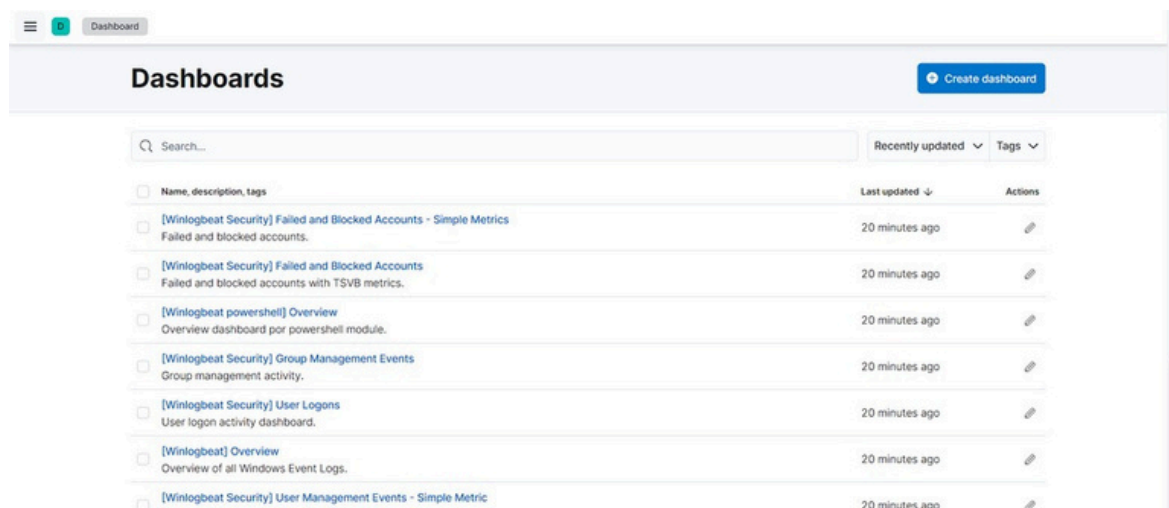 D Dashboard
Dashboards
Create dashboard
Search...
Recently updated
Tags
Name, description, tags
Last updated
Actions
[Winlogbeat Security] Failed and Blocked Accounts - Simple Metrics
Failed and blocked accounts.
20 minutes ago
[Winlogbeat Security] Failed and Blocked Accounts
Failed and blocked accounts with TSVB metrics.
20 minutes ago
[Winlogbeat powershell] Overview
Overview dashboard por powershell module.
20 minutes ago
[Winlogbeat Security] Group Management Events
Group management activity.
20 minutes ago
[Winlogbeat Security] User Logons
User logon activity dashboard.
20 minutes ago
[Winlogbeat] Overview
Overview of all Windows Event Logs.
20 minutes ago
[Winlogbeat Security] User Management Events - Simple Metric
20 minutes ago